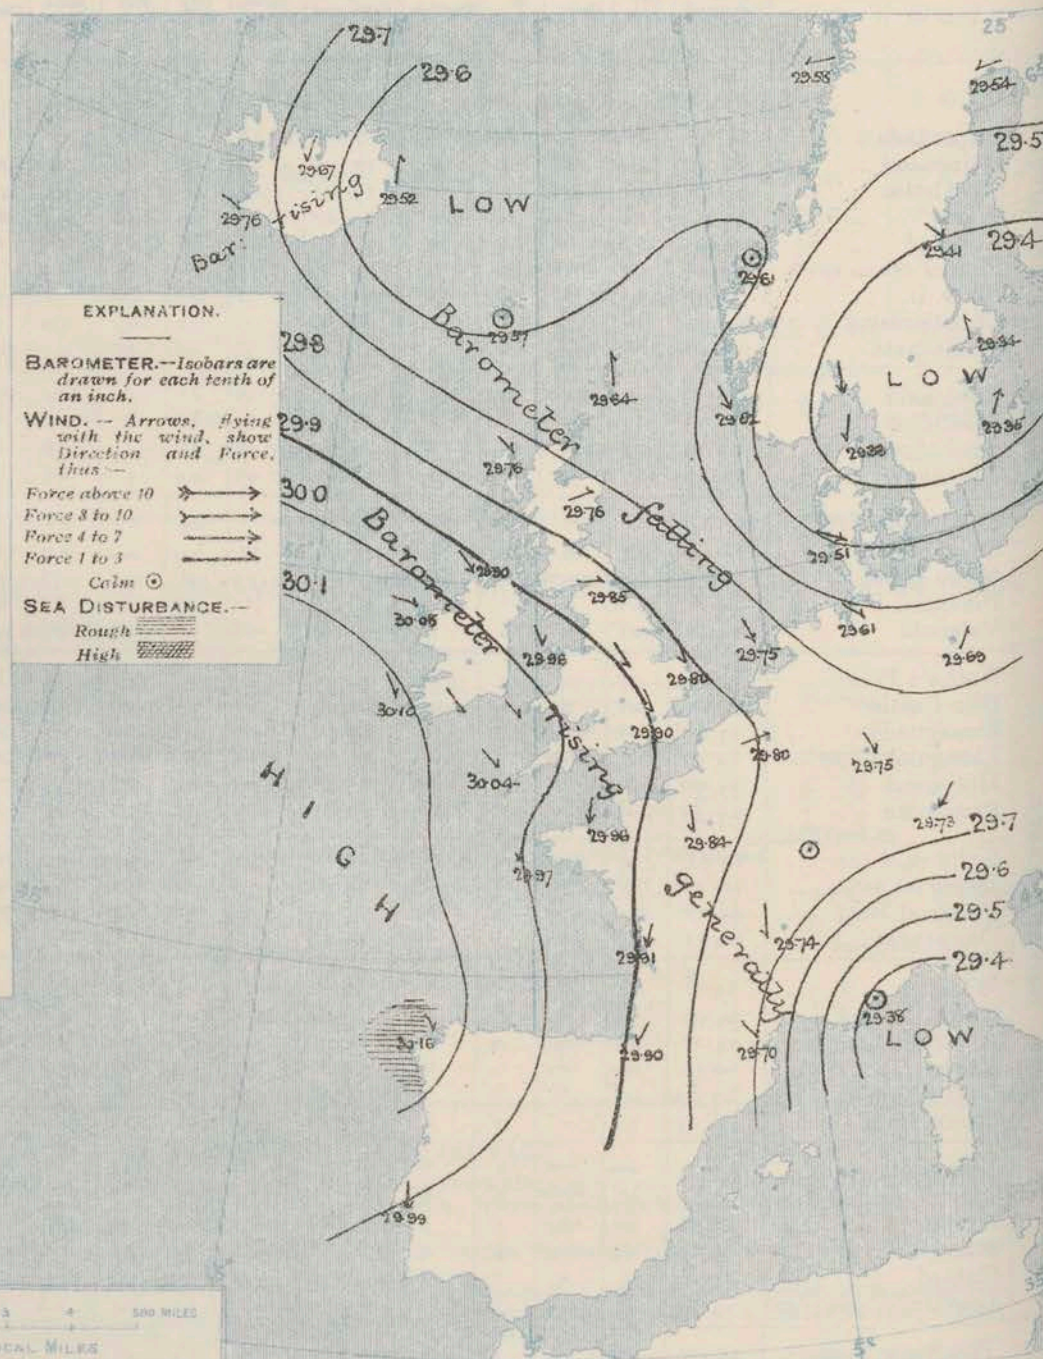 29.7
25°
29.6
29.58
29.54
29.5
29.67
29.52
LOW
29.76
Bar: rising
29.41
29.4
29.61
29.57
EXPLANATION.
BAROMETER.--Isobars are
drawn for each tenth of
an inch.
WIND. -- Arrows, flying
with the wind, show
Direction and Force,
thus:--
Force above 10
Force 8 to 10
Force 4 to 7
Force 1 to 3
Calm
SEA DISTURBANCE.--
Rough
High
29.8
29.9
30.0
30.1
Barometer falling
29.34
LOW
29.64
29.62
29.35
29.38
29.76
29.76
29.51
Barometer rising generally
29.90
29.85
30.05
29.61
29.96
29.75
29.69
29.80
30.10
29.90
29.80
29.75
30.04
HIGH
29.96
29.84
29.73
29.7
29.97
29.6
29.5
29.74
29.91
29.4
29.38
30.16
29.90
29.70
LOW
29.99
500 MILES
CAL MILES
5°
5°